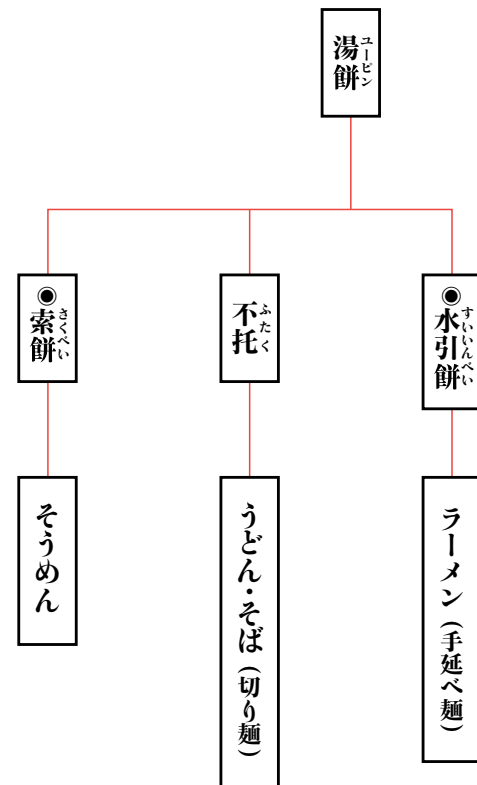 湯餅
ユーピン
◉水引餅
すいいんべい
不托
ふたく
◉索餅
さくべい
ラーメン(手延べ麺)
うどん・そば(切り麺)
そうめん